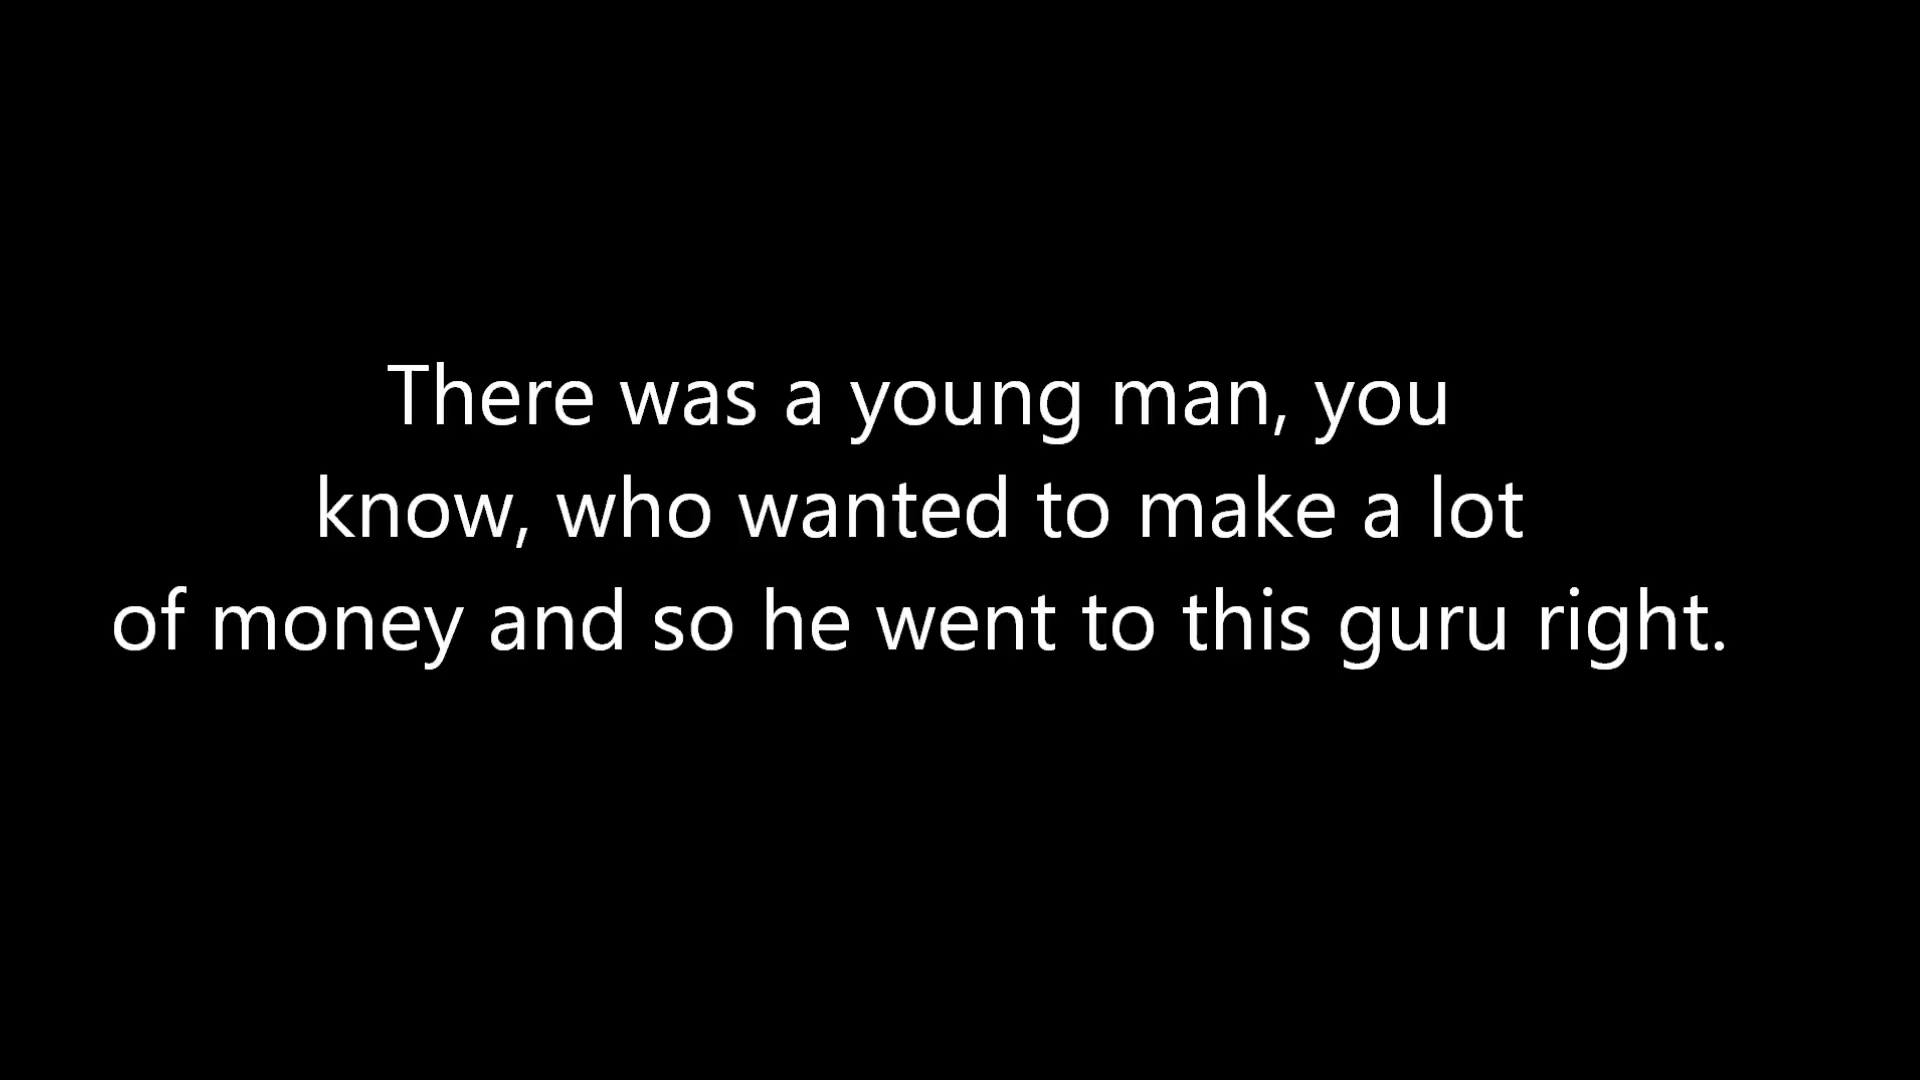 There was a young man, you
know, who wanted to make a lot
of money and so he went to this guru right.